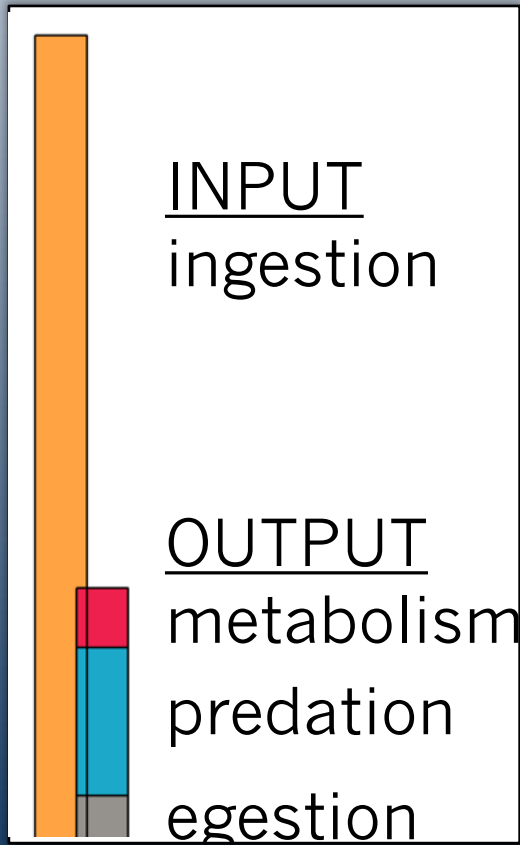 INPUT
ingestion
OUTPUT
metabolism
predation
egestion